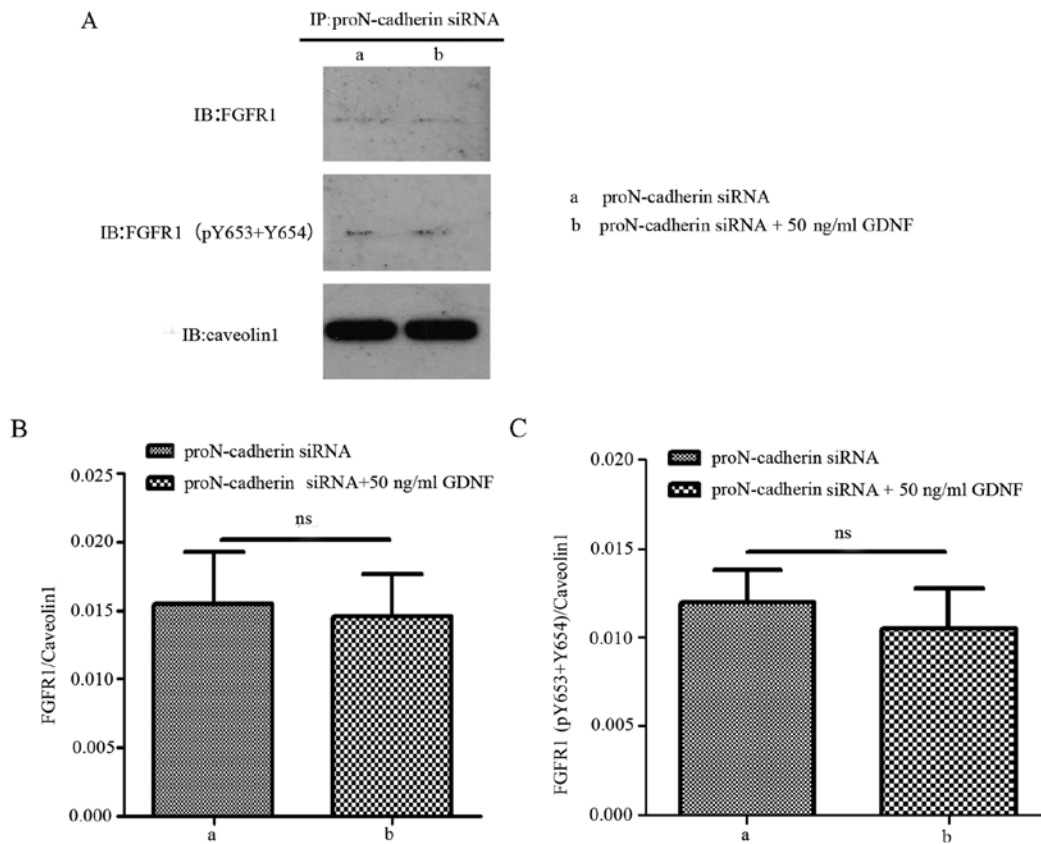 A
IP:proN-cadherin siRNA
a b
IB:FGFR1
IB:FGFR1 (pY653+Y654)
IB:caveolin1
a proN-cadherin siRNA
b proN-cadherin siRNA + 50 ng/ml GDNF
B
proN-cadherin siRNA
proN-cadherin siRNA+50 ng/ml GDNF
ns
FGFR1/Caveolin1
0.025
0.020
0.015
0.010
0.005
0.000
a b
C
proN-cadherin siRNA
proN-cadherin siRNA + 50 ng/ml GDNF
ns
FGFR1 (pY653+Y654)/Caveolin1
0.020
0.015
0.010
0.005
0.000
a b